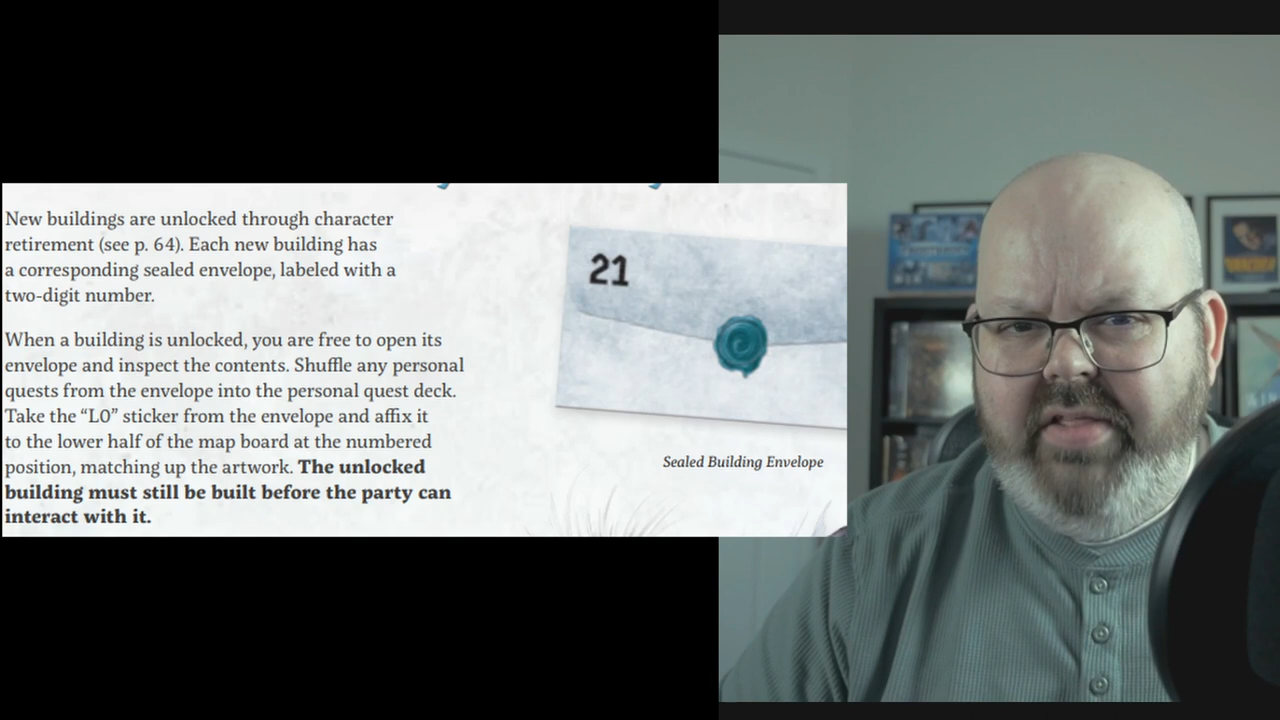 New buildings are unlocked through character
retirement (see p. 64). Each new building has
a corresponding sealed envelope, labeled with a
two-digit number.
When a building is unlocked, you are free to open its
envelope and inspect the contents. Shuffle any personal
quests from the envelope into the personal quest deck.
Take the “L0” sticker from the envelope and affix it
to the lower half of the map board at the numbered
position, matching up the artwork. The unlocked
building must still be built before the party can
interact with it.
21
Sealed Building Envelope